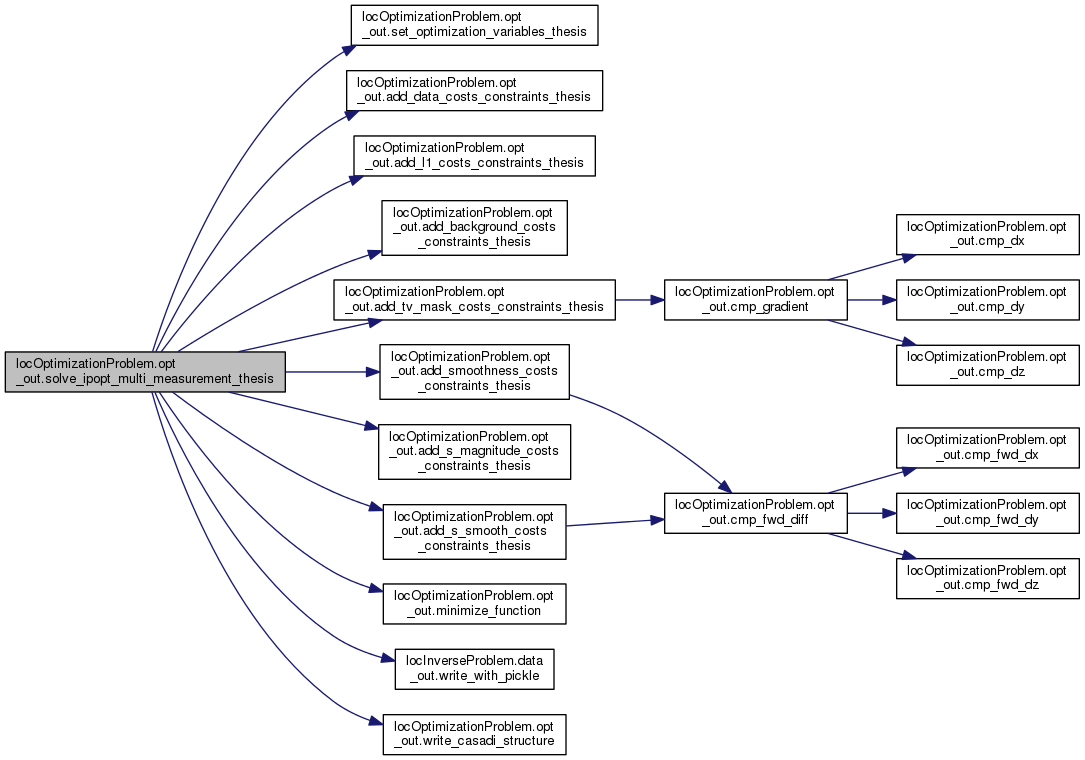 locOptimizationProblem.opt
_out.solve_ipopt_multi_measurement_thesis
locOptimizationProblem.opt
_out.set_optimization_variables_thesis
locOptimizationProblem.opt
_out.add_data_costs_constraints_thesis
locOptimizationProblem.opt
_out.add_l1_costs_constraints_thesis
locOptimizationProblem.opt
_out.add_background_costs
_constraints_thesis
locOptimizationProblem.opt
_out.add_tv_mask_costs_constraints_thesis
locOptimizationProblem.opt
_out.add_smoothness_costs
_constraints_thesis
locOptimizationProblem.opt
_out.add_s_magnitude_costs
_constraints_thesis
locOptimizationProblem.opt
_out.add_s_smooth_costs
_constraints_thesis
locOptimizationProblem.opt
_out.minimize_function
locInverseProblem.data
_out.write_with_pickle
locOptimizationProblem.opt
_out.write_casadi_structure
locOptimizationProblem.opt
_out.cmp_gradient
locOptimizationProblem.opt
_out.cmp_fwd_diff
locOptimizationProblem.opt
_out.cmp_dx
locOptimizationProblem.opt
_out.cmp_dy
locOptimizationProblem.opt
_out.cmp_dz
locOptimizationProblem.opt
_out.cmp_fwd_dx
locOptimizationProblem.opt
_out.cmp_fwd_dy
locOptimizationProblem.opt
_out.cmp_fwd_dz